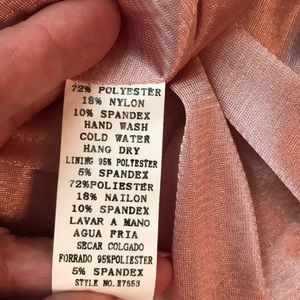 72% POLYESTER
18% NYLON
10% SPANDEX
HAND WASH
COLD WATER
HANG DRY
LINING 95% POLYESTER
5% SPANDEX
72%POLIESTER
18% NAILON
10% SPANDEX
LAVAR A MANO
AGUA FRIA
SECAR COLGADO
FORRADO 95%POLIESTER
5% SPANDEX
STYLE NO. N7653